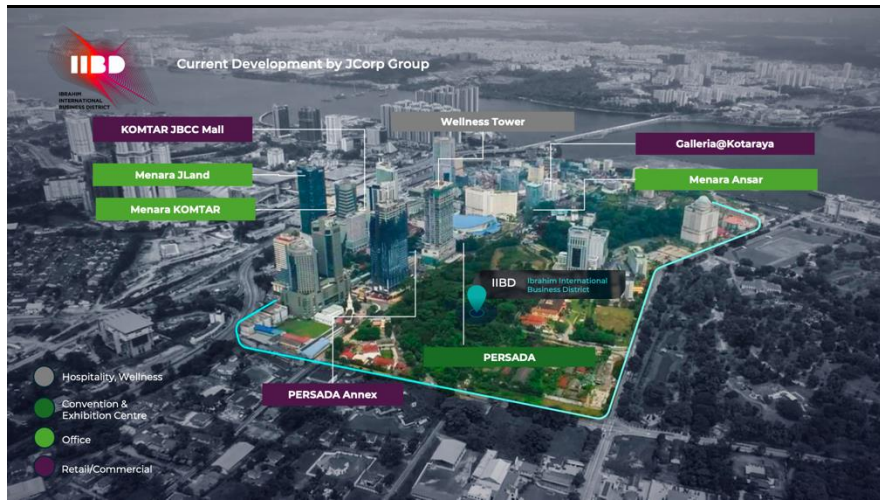 IIBD
IBRAHIM
INTERNATIONAL
BUSINESS DISTRICT
Current Development by JCorp Group
KOMTAR JBCC Mall
Wellness Tower
Galleria@Kotaraya
Menara JLand
Menara Ansar
Menara KOMTAR
IIBD
Ibrahim International
Business District
PERSADA
PERSADA Annex
Hospitality, Wellness
Convention &
Exhibition Centre
Office
Retail/Commercial